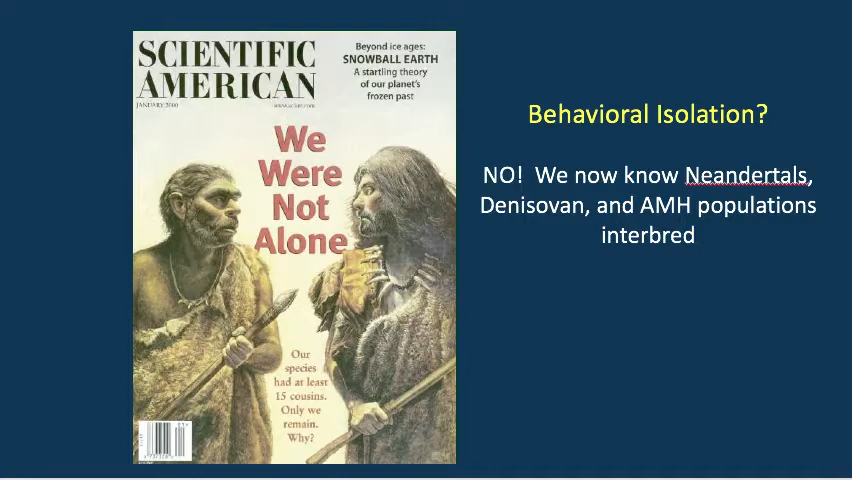 SCIENTIFIC
AMERICAN
JANUARY 2000
Beyond ice ages:
SNOWBALL EARTH
A startling theory
of our planet's
frozen past
We
Were
Not
Alone
Our
species
had at least
15 cousins.
Only we
remain.
Why?
Behavioral Isolation?
NO! We now know Neandertals,
Denisovan, and AMH populations
interbred